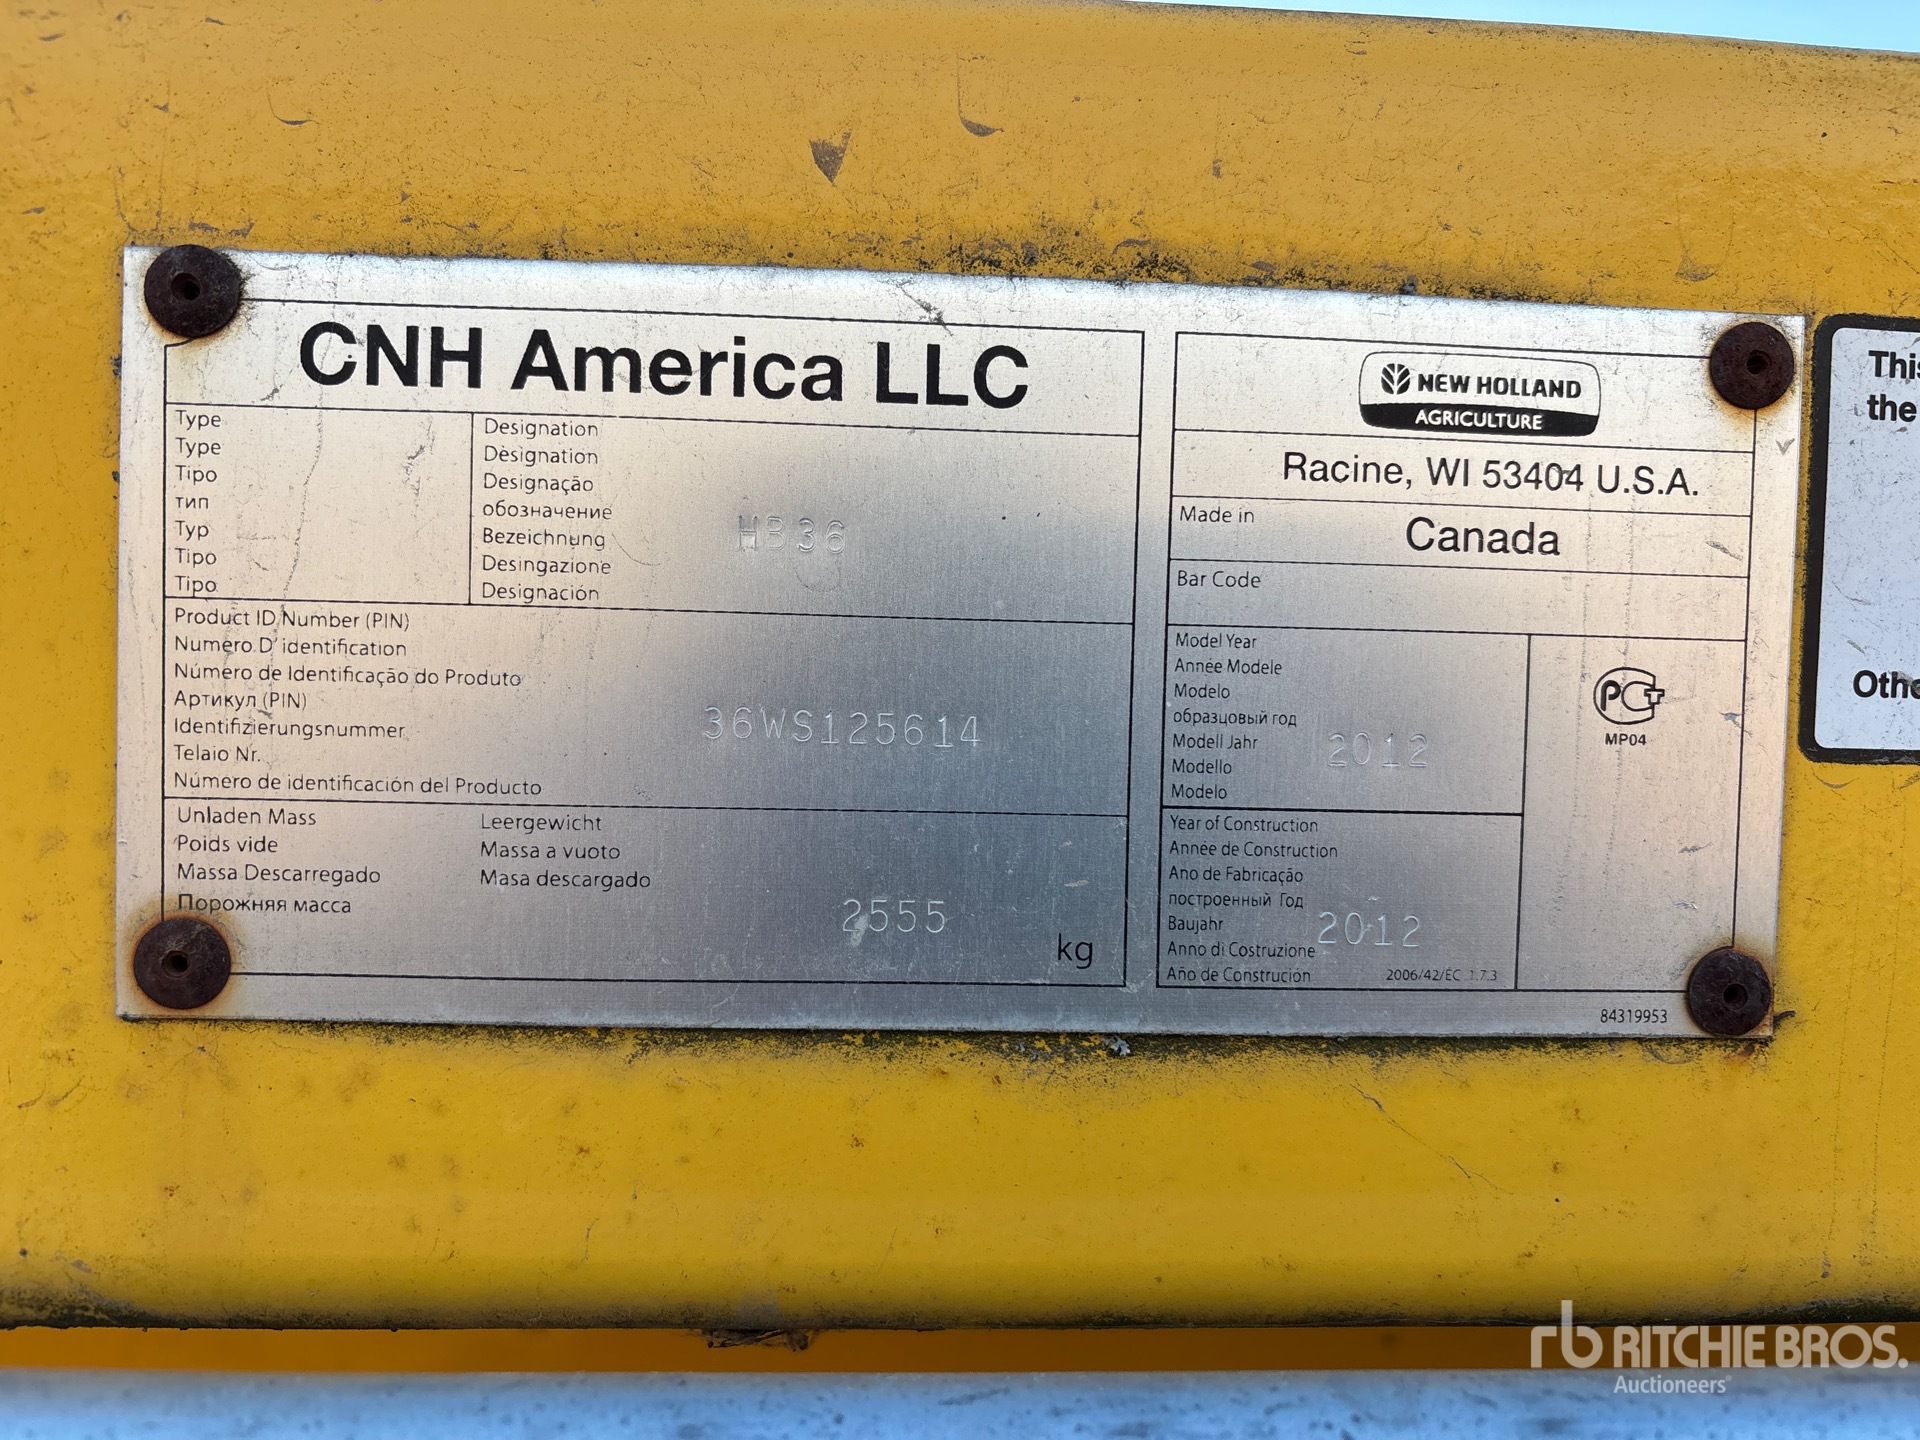 CNH America LLC
Type
Type
Tipo
тип
Typ
Tipo
Tipo
Designation
Dèsignation
Designação
обозначение
Bezeichnung
Desingazione
Designación
HB36
Product ID Number (PIN)
Numero D' identification
Número de Identificação do Produto
Артикул (PIN)
Identifizierungsnummer
Telaio Nr.
Número de identificación del Producto
36WS125614
Unladen Mass
Poids vide
Massa Descarregado
Порожняя масса
Leergewicht
Massa a vuoto
Masa descargado
2555
kg
NEW HOLLAND
AGRICULTURE
Racine, WI 53404 U.S.A.
Made in
Canada
Bar Code
Model Year
Année Modele
Modelo
образцовый год
Modell Jahr
Modello
Modelo
2012
PCT
MP04
Year of Construction
Année de Construction
Ano de Fabricação
построенный Год
Baujahr
Anno di Costruzione
Año de Construción
2012
2006/42/EC 1.7.3
84319953
the
rb RITCHIE BROS.
Auctioneers